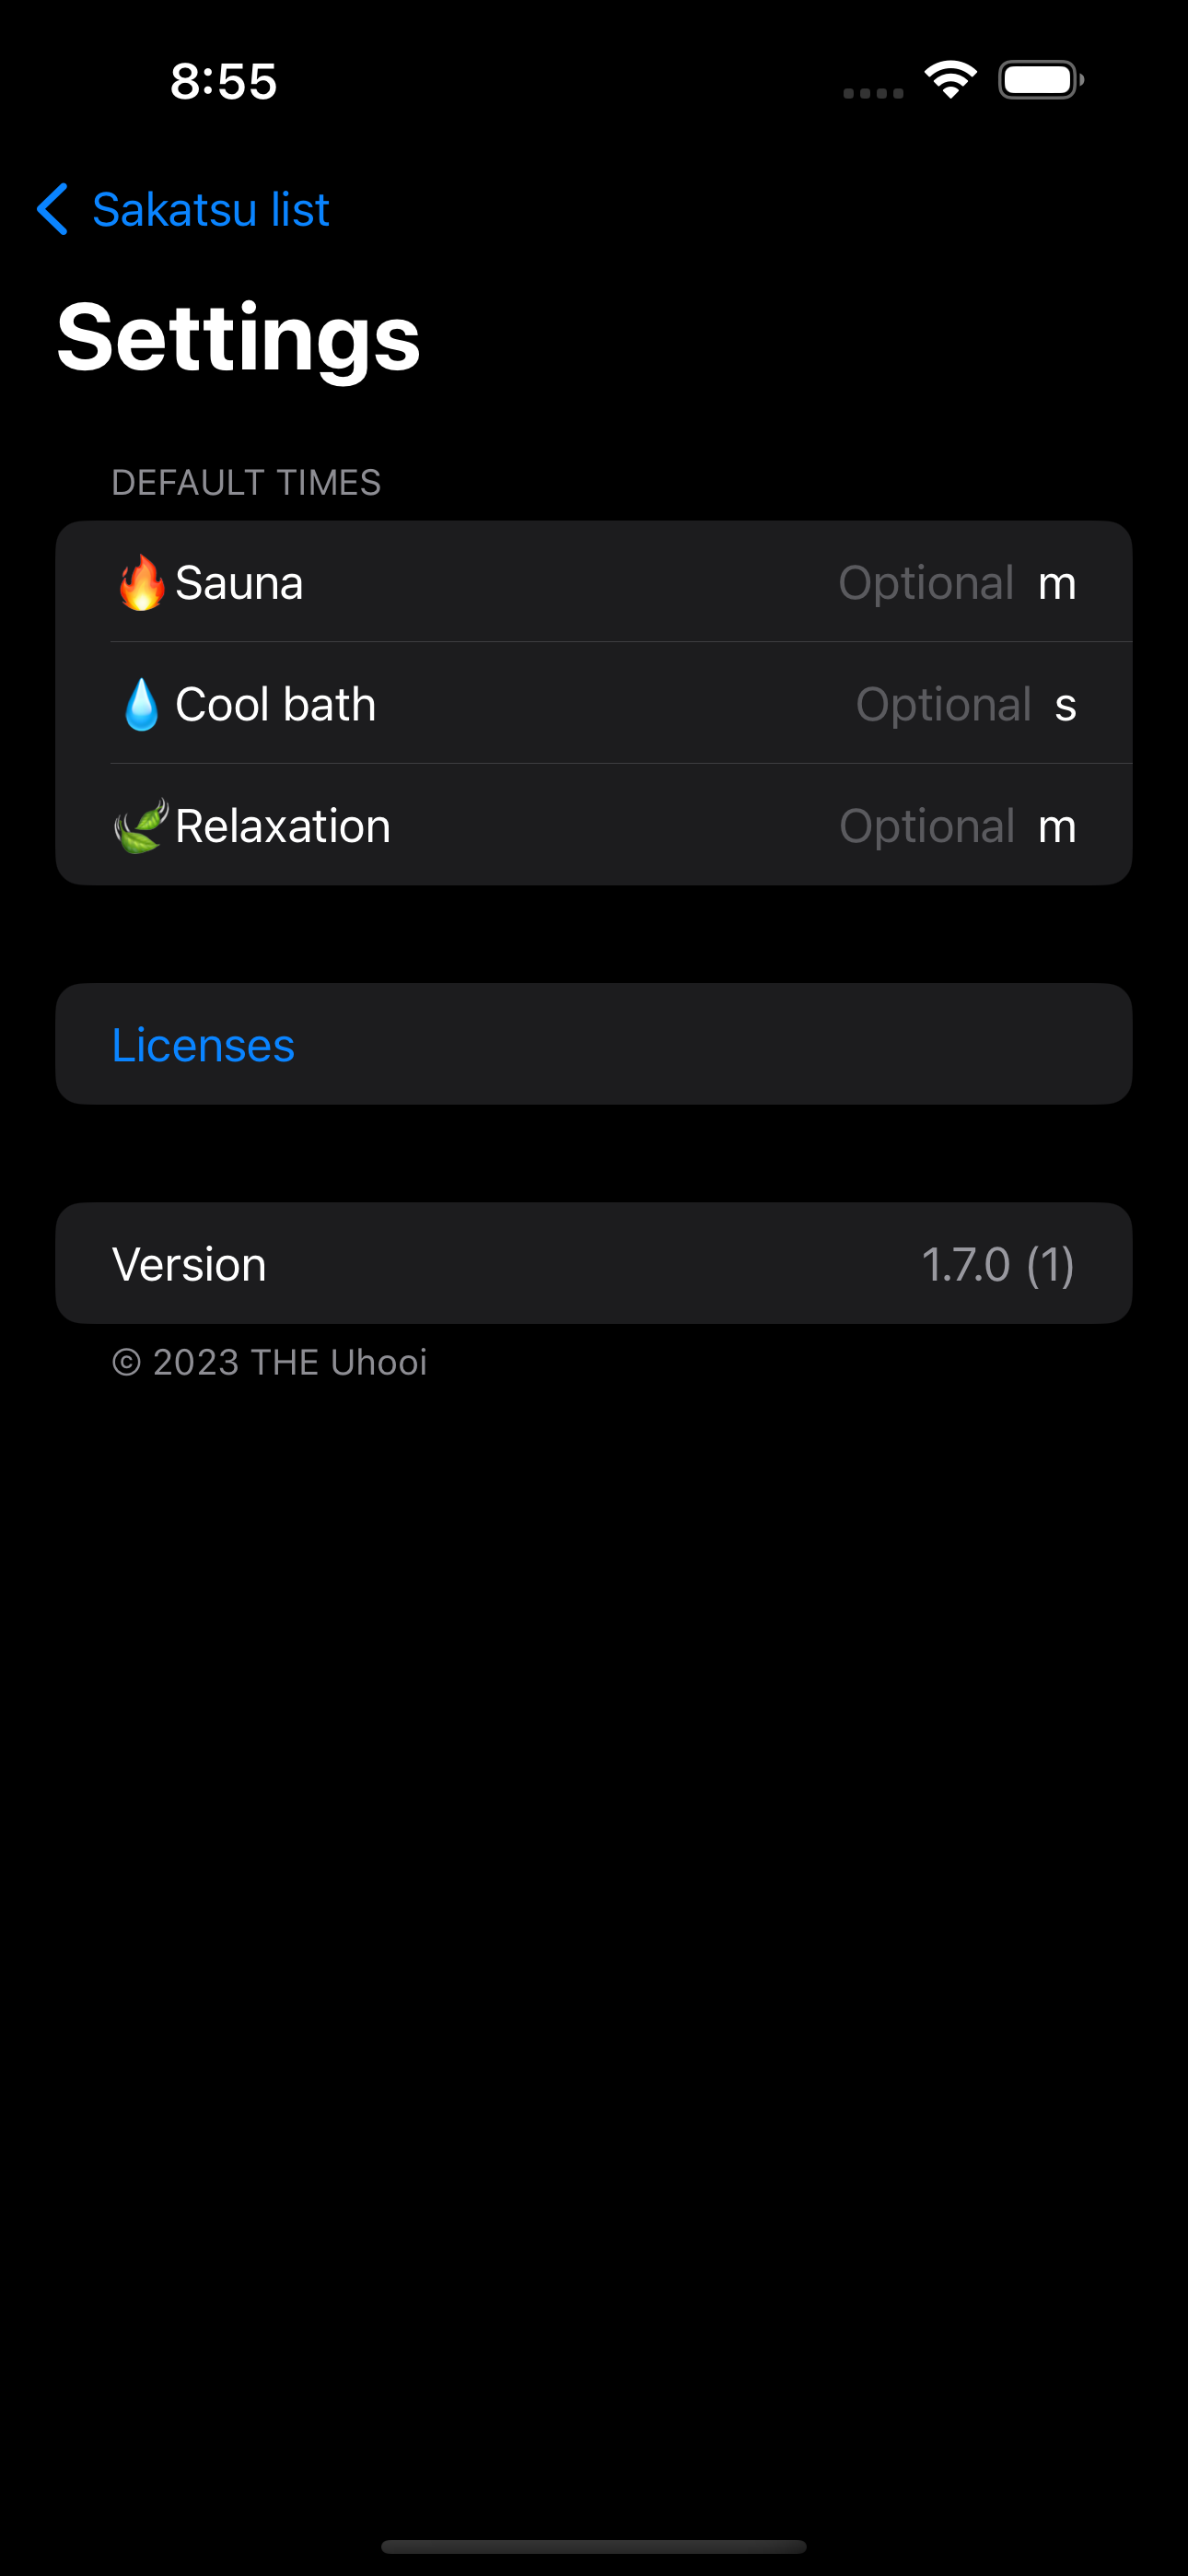 8:55
Sakatsu list
Settings
DEFAULT TIMES
🔥Sauna Optional m
💧Cool bath Optional s
🍃Relaxation Optional m
Licenses
Version 1.7.0 (1)
© 2023 THE Uhooi